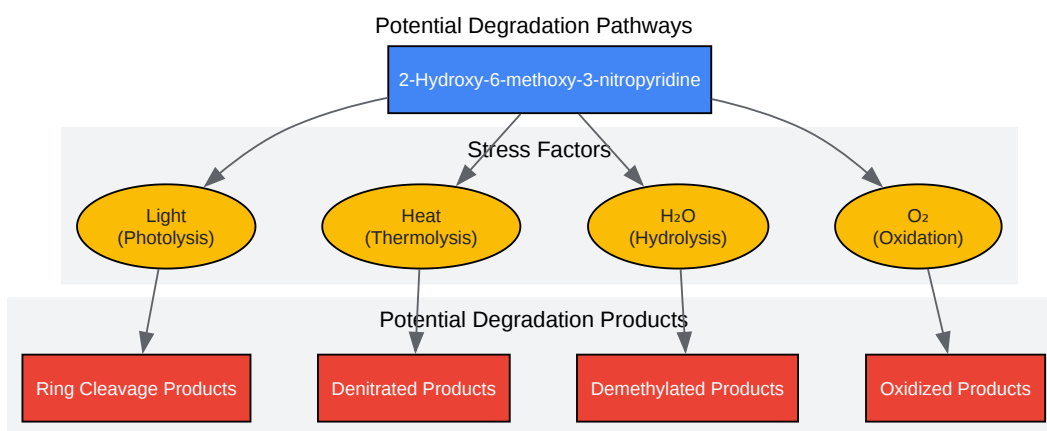 Potential Degradation Pathways
2-Hydroxy-6-methoxy-3-nitropyridine
Stress Factors
Light
(Photolysis)
Heat
(Thermolysis)
H₂O
(Hydrolysis)
O₂
(Oxidation)
Potential Degradation Products
Ring Cleavage Products
Denitrated Products
Demethylated Products
Oxidized Products